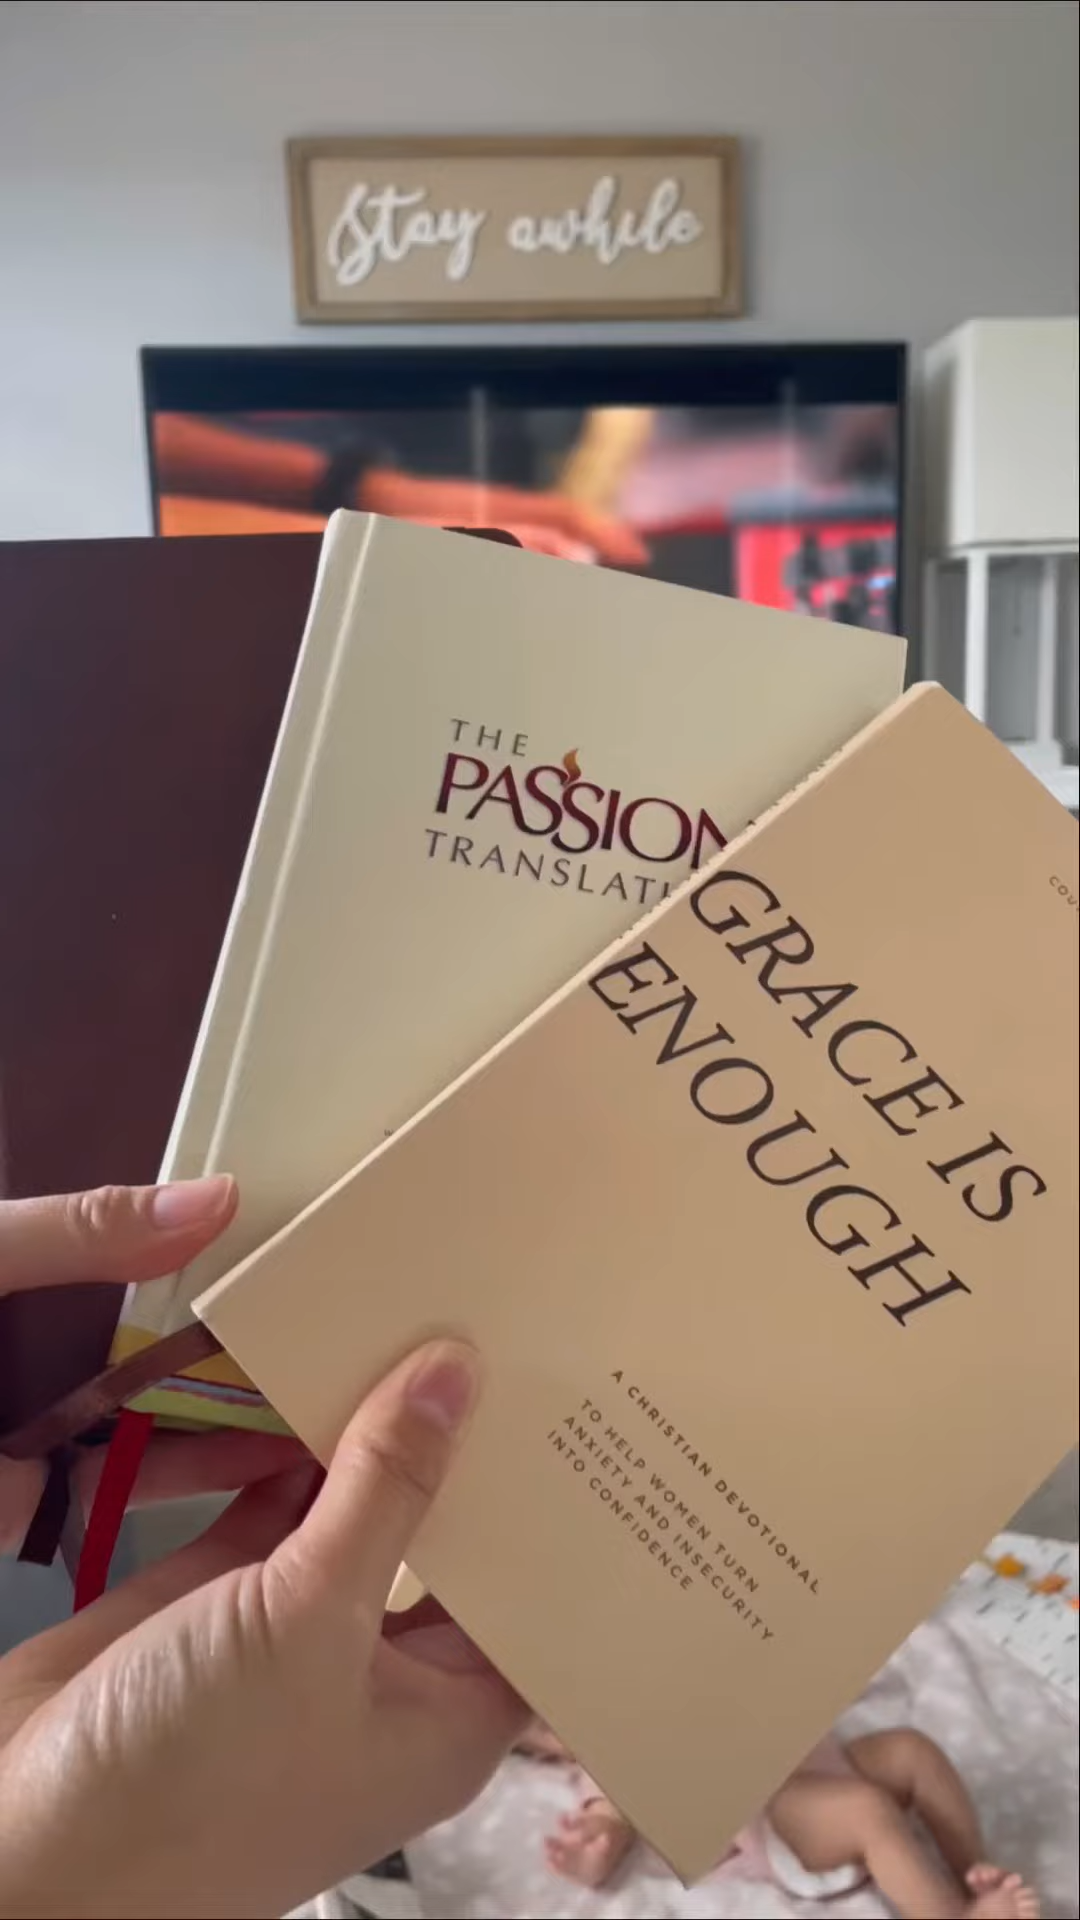 Stay awhile
THE
PASSION
TRANSLATI
GRACE IS
ENOUGH
A CHRISTIAN DEVOTIONAL
TO HELP WOMEN TURN
ANXIETY AND INSECURITY
INTO CONFIDENCE